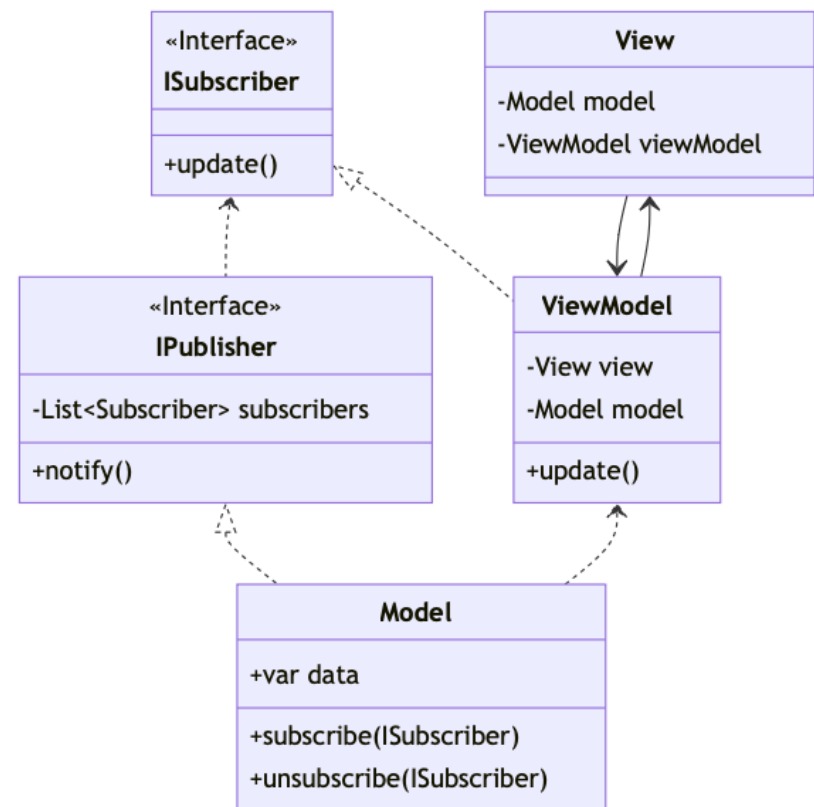 «Interface»
ISubscriber
+update()
View
-Model model
-ViewModel viewModel
«Interface»
IPublisher
-List<Subscriber> subscribers
+notify()
ViewModel
-View view
-Model model
+update()
Model
+var data
+subscribe(ISubscriber)
+unsubscribe(ISubscriber)